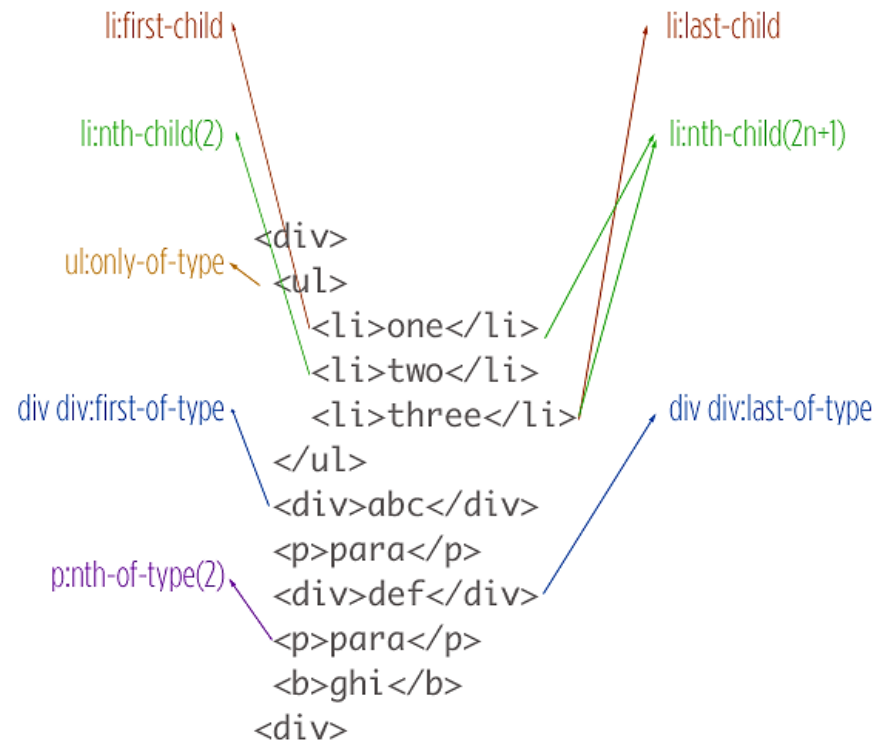 li:first-child
li:last-child
li:nth-child(2)
li:nth-child(2n+1)
<div>
ul:only-of-type
<ul>
<li>one</li>
<li>two</li>
div div:first-of-type
<li>three</li>
div div:last-of-type
</ul>
<div>abc</div>
<p>para</p>
p:nth-of-type(2)
<div>def</div>
<p>para</p>
<b>ghi</b>
<div>